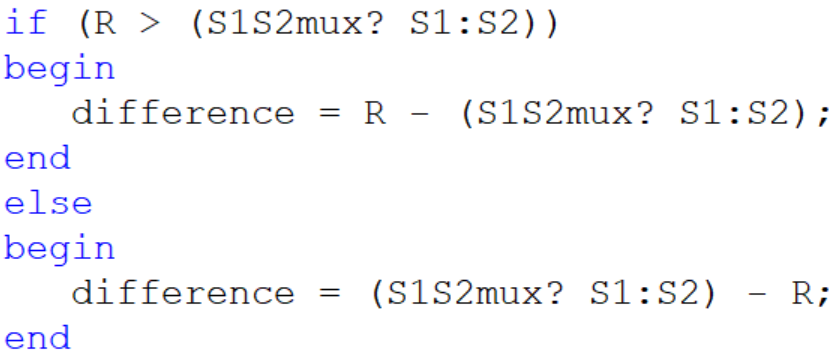 if (R > (S1S2mux? S1:S2))
begin
   difference = R - (S1S2mux? S1:S2);
end
else
begin
   difference = (S1S2mux? S1:S2) - R;
end